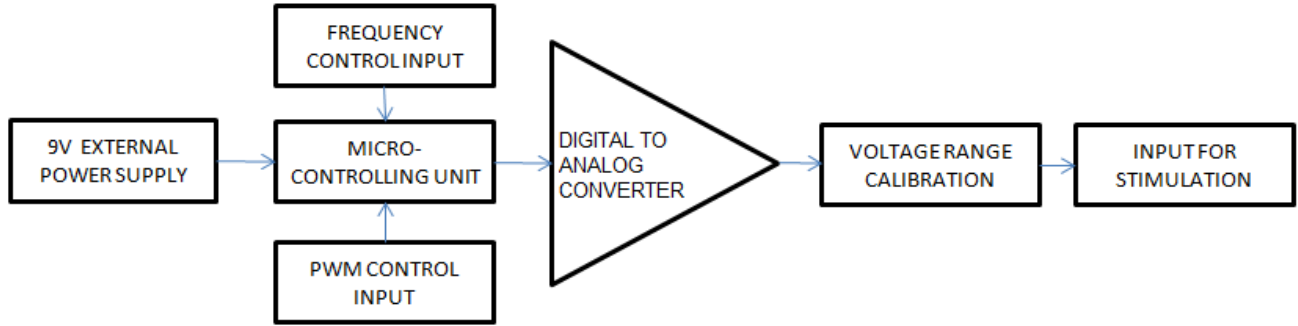 FREQUENCY
CONTROL INPUT
9V EXTERNAL
POWER SUPPLY
MICRO-
CONTROLLING UNIT
PWM CONTROL
INPUT
DIGITAL TO
ANALOG
CONVERTER
VOLTAGE RANGE
CALIBRATION
INPUT FOR
STIMULATION